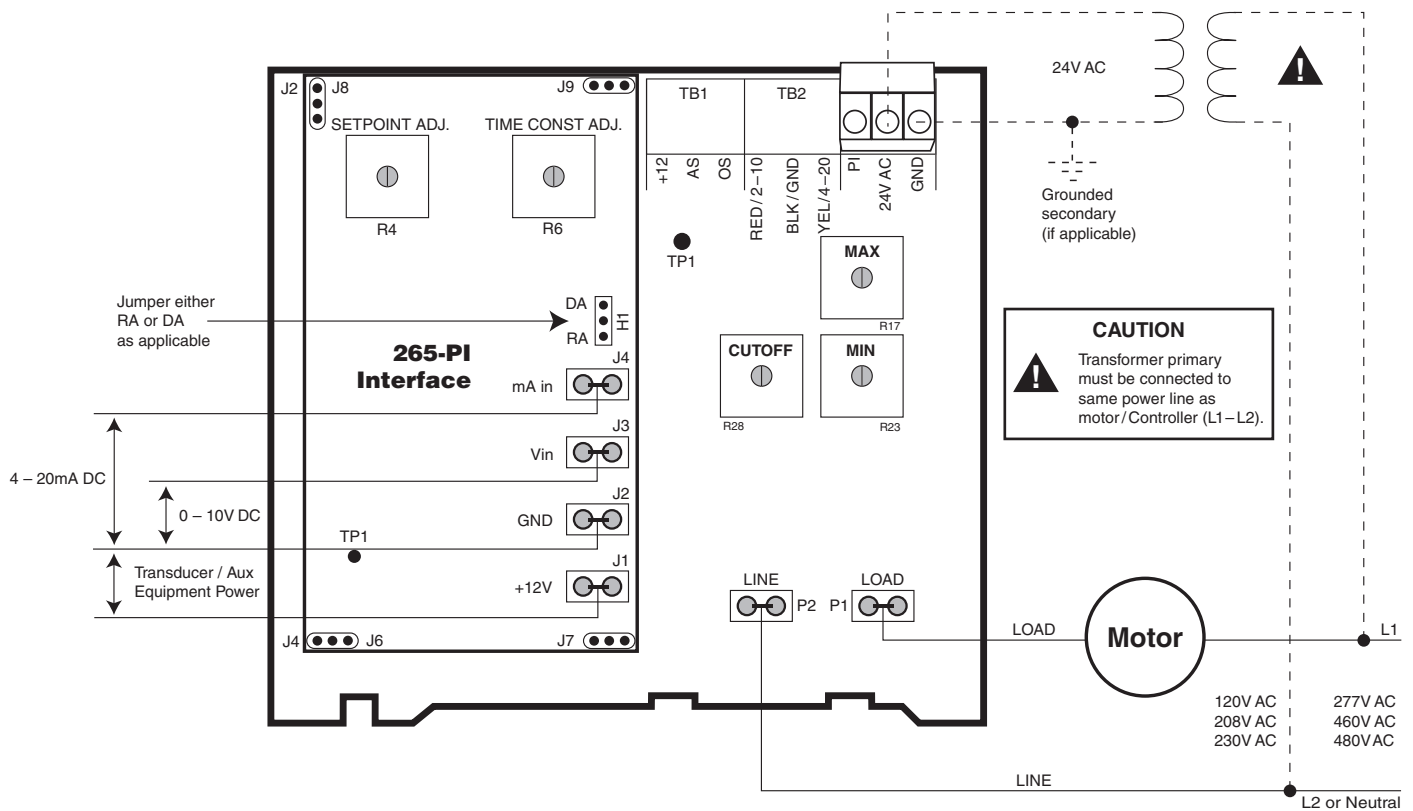 J2
J8
J9
SETPOINT ADJ.
TIME CONST ADJ.
R4
R6
TB1
TB2
+12
AS
OS
RED/2–10
BLK/GND
YEL/4–20
PI
24V AC
GND
TP1
24V AC
Grounded
secondary
(if applicable)
MAX
R17
CUTOFF
R28
MIN
R23
CAUTION
Transformer primary
must be connected to
same power line as
motor/Controller (L1–L2).
Jumper either
RA or DA
as applicable
DA
RA
H1
265-PI
Interface
J4
mA in
J3
Vin
J2
GND
J1
+12V
4 – 20mA DC
0 – 10V DC
Transducer / Aux
Equipment Power
TP1
J4
J6
J7
LINE
P2
LOAD
P1
LOAD
Motor
L1
120V AC
208V AC
230V AC
277V AC
460V AC
480V AC
LINE
L2 or Neutral